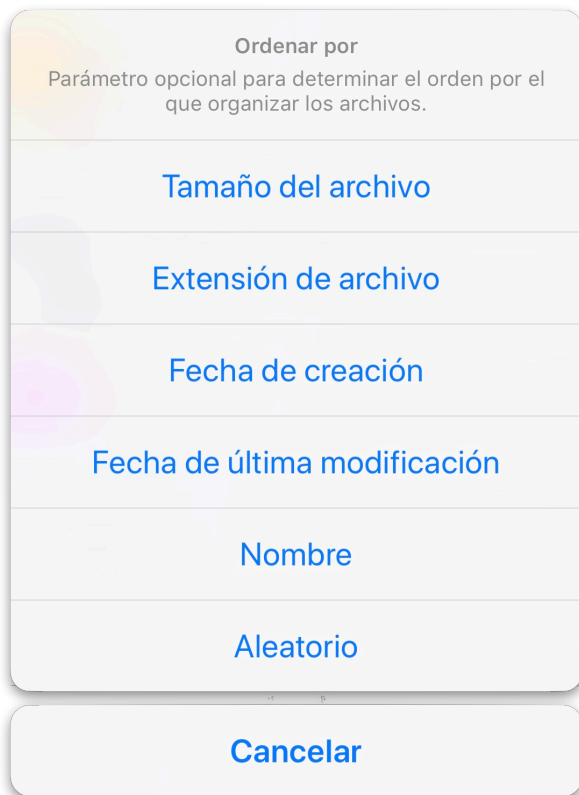 Ordenar por
Parámetro opcional para determinar el orden por el
que organizar los archivos.
Tamaño del archivo
Extensión de archivo
Fecha de creación
Fecha de última modificación
Nombre
Aleatorio
Cancelar